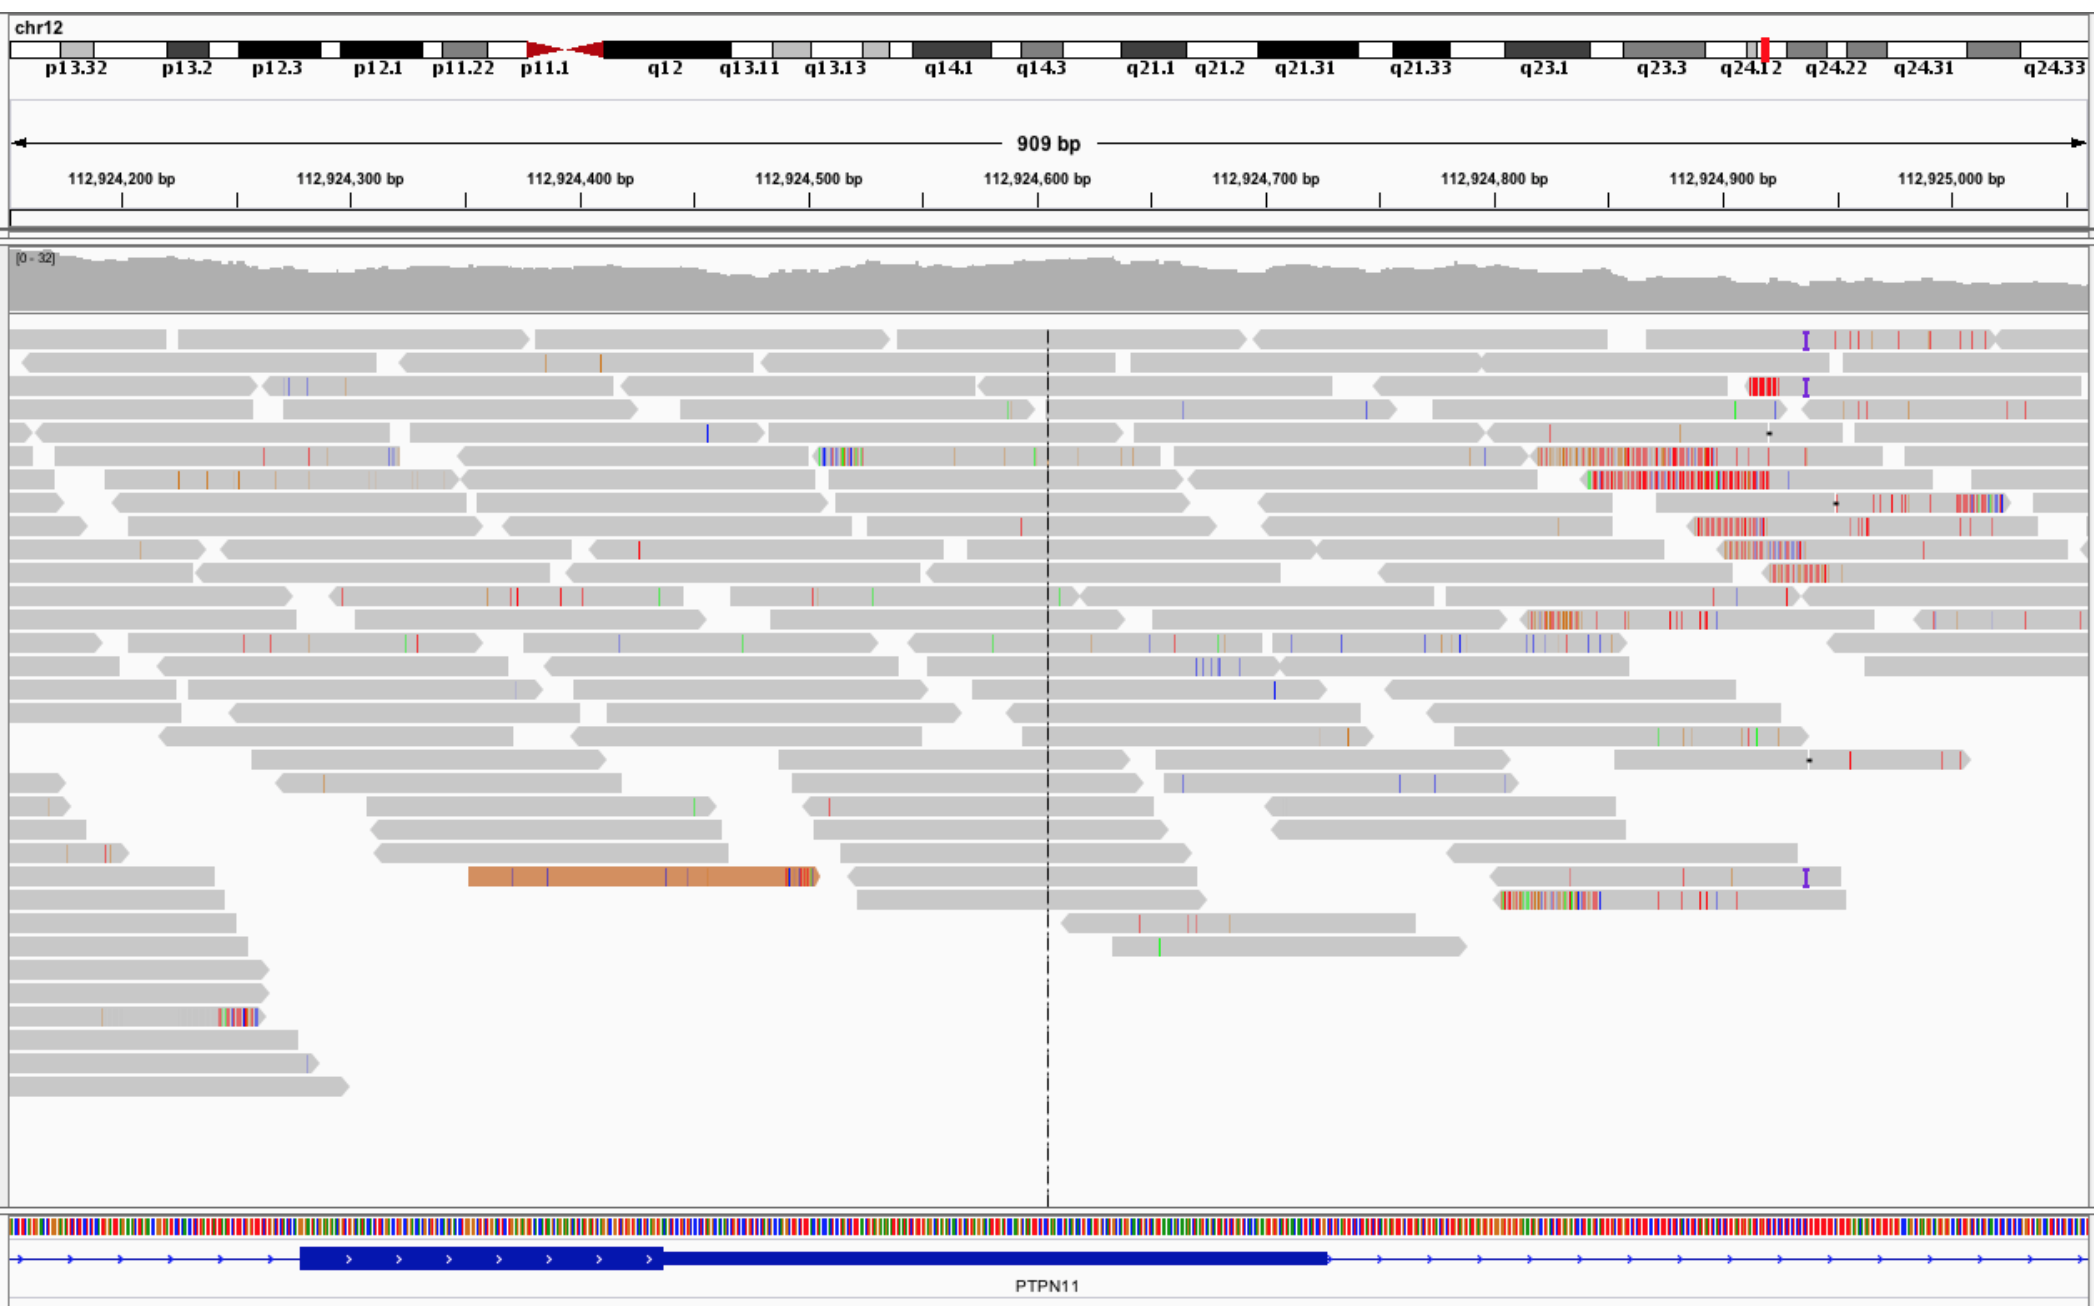 chr12
p13.32 p13.2 p12.3 p12.1 p11.22 p11.1 q12 q13.11 q13.13 q14.1 q14.3 q21.1 q21.2 q21.31 q21.33 q23.1 q23.3 q24.12 q24.22 q24.31 q24.33
909 bp
112,924,200 bp 112,924,300 bp 112,924,400 bp 112,924,500 bp 112,924,600 bp 112,924,700 bp 112,924,800 bp 112,924,900 bp 112,925,000 bp
[0 - 32]
PTPN11